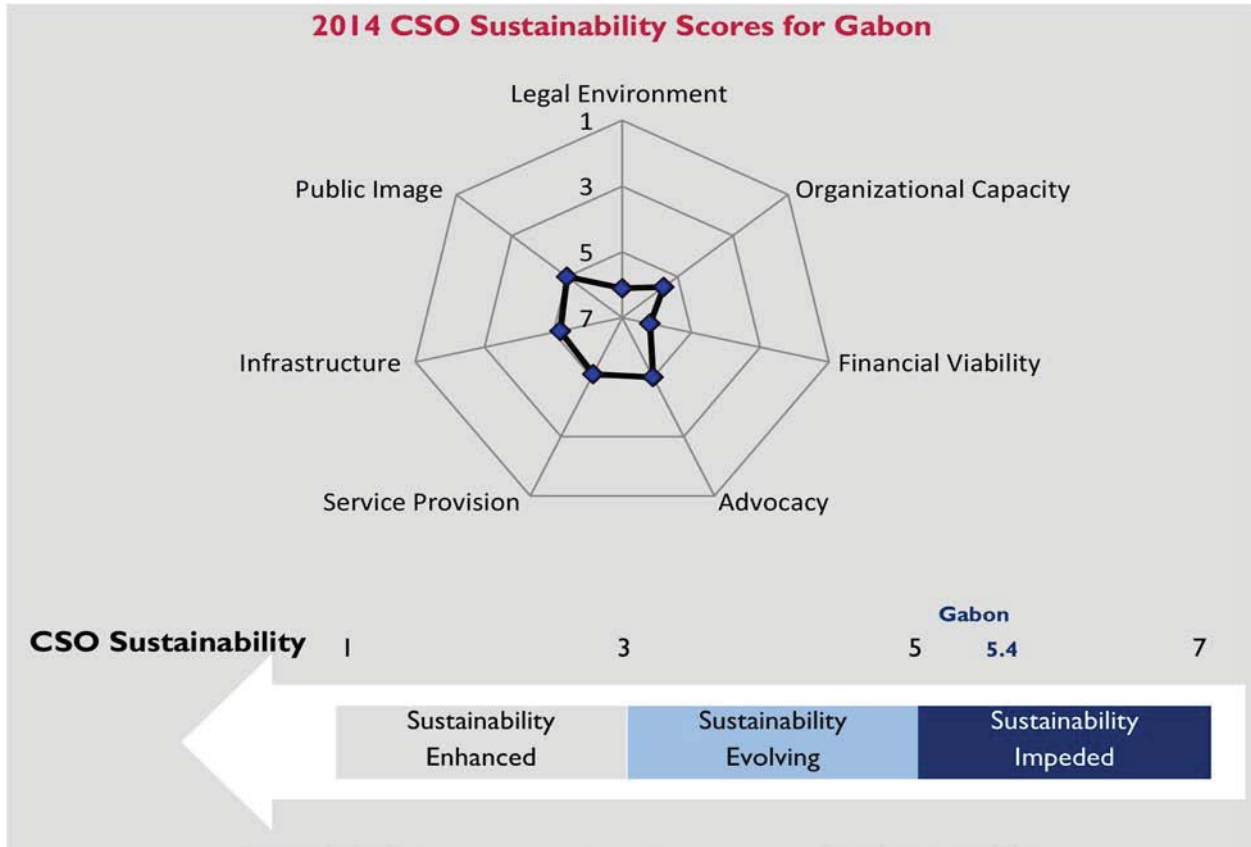 2014 CSO Sustainability Scores for Gabon
Legal Environment
1
Public Image
3
Organizational Capacity
5
7
Infrastructure
Financial Viability
Service Provision
Advocacy
Gabon
CSO Sustainability 1 3 5 5.4 7
Sustainability Sustainability Sustainability
Enhanced Evolving Impeded